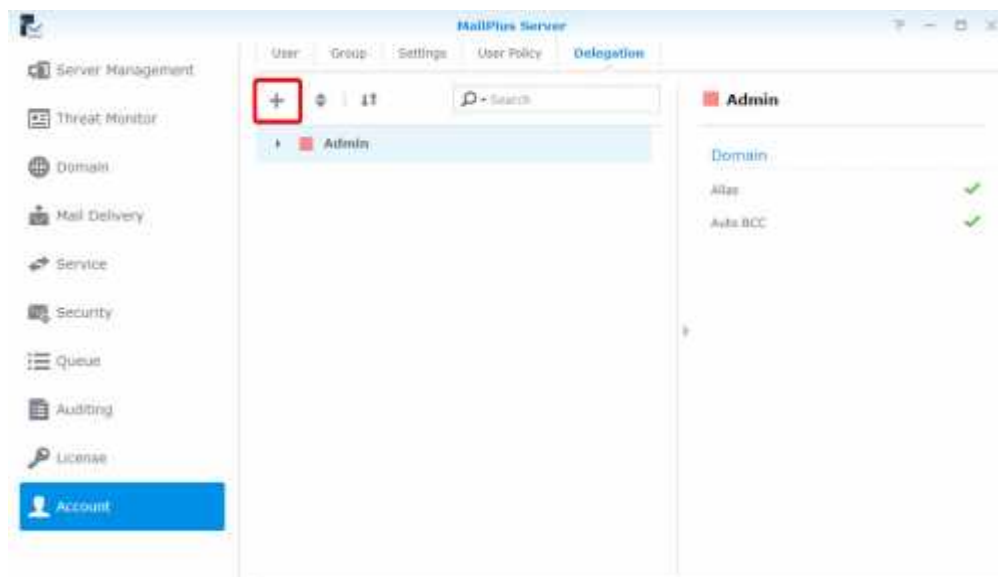 MailPlus Server
User Group Settings User Policy Delegation
Server Management
Threat Monitor
Domain
Mail Delivery
Service
Security
Queue
Auditing
License
Account
Search
Admin
Admin
Domain
Alias
Auto BCC